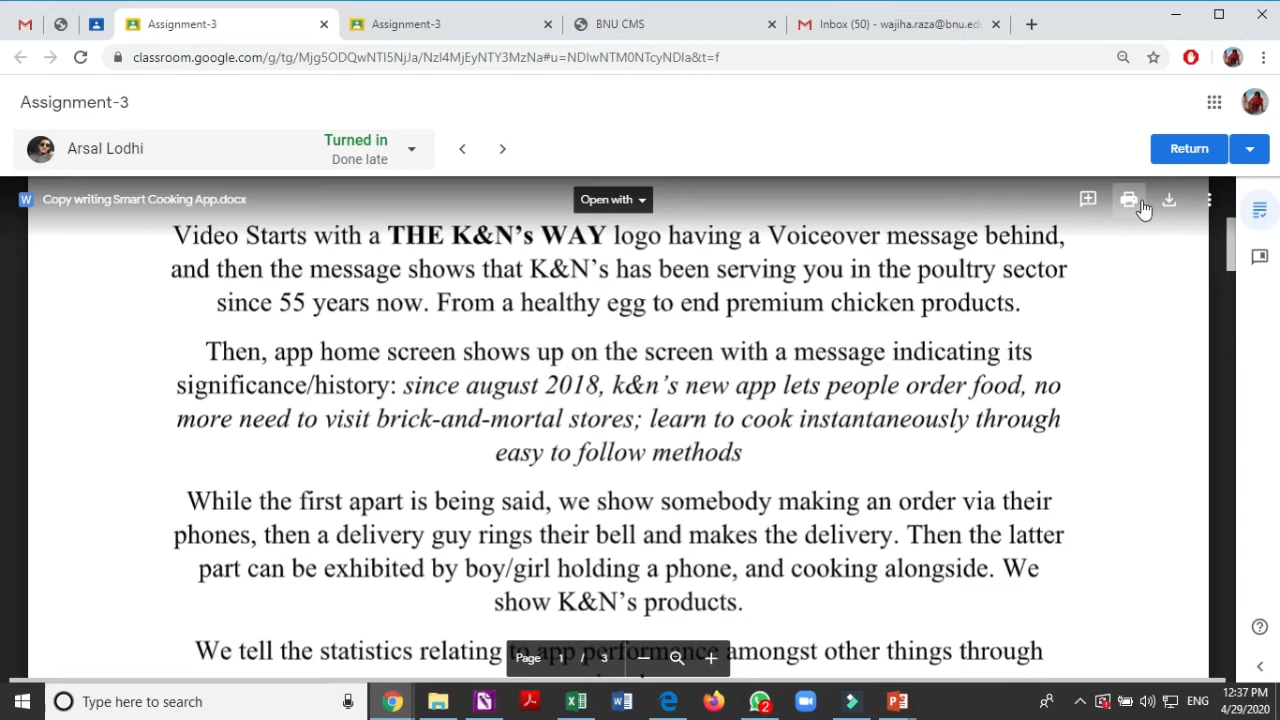 Assignment-3
Assignment-3
BNU CMS
Inbox (50) - wajiha.raza@bnu.ed
classroom.google.com/g/tg/Mjg5ODQwNTI5NjJa/NzI4MjEyNTY3MzNa#u=NDIwNTM0NTcyNDIa&t=f
Assignment-3
Arsal Lodhi
Turned in
Done late
Return
Copy writing Smart Cooking App.docx
Open with
Video Starts with a THE K&N's WAY logo having a Voiceover message behind,
and then the message shows that K&N's has been serving you in the poultry sector
since 55 years now. From a healthy egg to end premium chicken products.
Then, app home screen shows up on the screen with a message indicating its
significance/history: since august 2018, k&n's new app lets people order food, no
more need to visit brick-and-mortal stores; learn to cook instantaneously through
easy to follow methods
While the first apart is being said, we show somebody making an order via their
phones, then a delivery guy rings their bell and makes the delivery. Then the latter
part can be exhibited by boy/girl holding a phone, and cooking alongside. We
show K&N's products.
We tell the statistics relating to app performance amongst other things through
Page 1 / 3
Type here to search
2
ENG
12:37 PM
4/29/2020